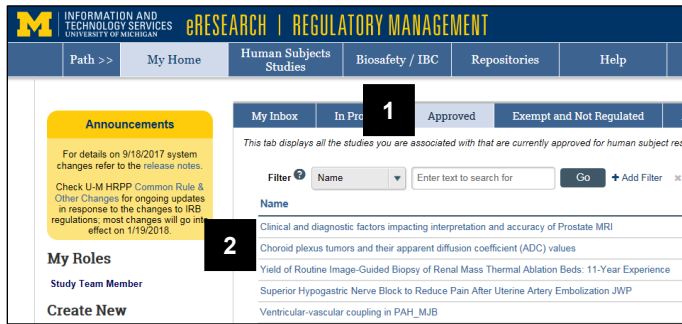 M INFORMATION AND
TECHNOLOGY SERVICES
UNIVERSITY OF MICHIGAN
eRESEARCH | REGULATORY MANAGEMENT
Path >> My Home Human Subjects Studies Biosafety / IBC Repositories Help
1
My Inbox In Pro Approved Exempt and Not Regulated
Announcements
For details on 9/18/2017 system
changes refer to the release notes.
Check U-M HRPP Common Rule &
Other Changes for ongoing updates
in response to the changes to IRB
regulations; most changes will go into
effect on 1/19/2018.
This tab displays all the studies you are associated with that are currently approved for human subject
Filter ? Name Enter text to search for Go + Add Filter
Name
2
Clinical and diagnostic factors impacting interpretation and accuracy of Prostate MRI
Choroid plexus tumors and their apparent diffusion coefficient (ADC) values
Yield of Routine Image-Guided Biopsy of Renal Mass Thermal Ablation Beds: 11-Year Experience
Superior Hypogastric Nerve Block to Reduce Pain After Uterine Artery Embolization JWP
Ventricular-vascular coupling in PAH_MJB
My Roles
Study Team Member
Create New